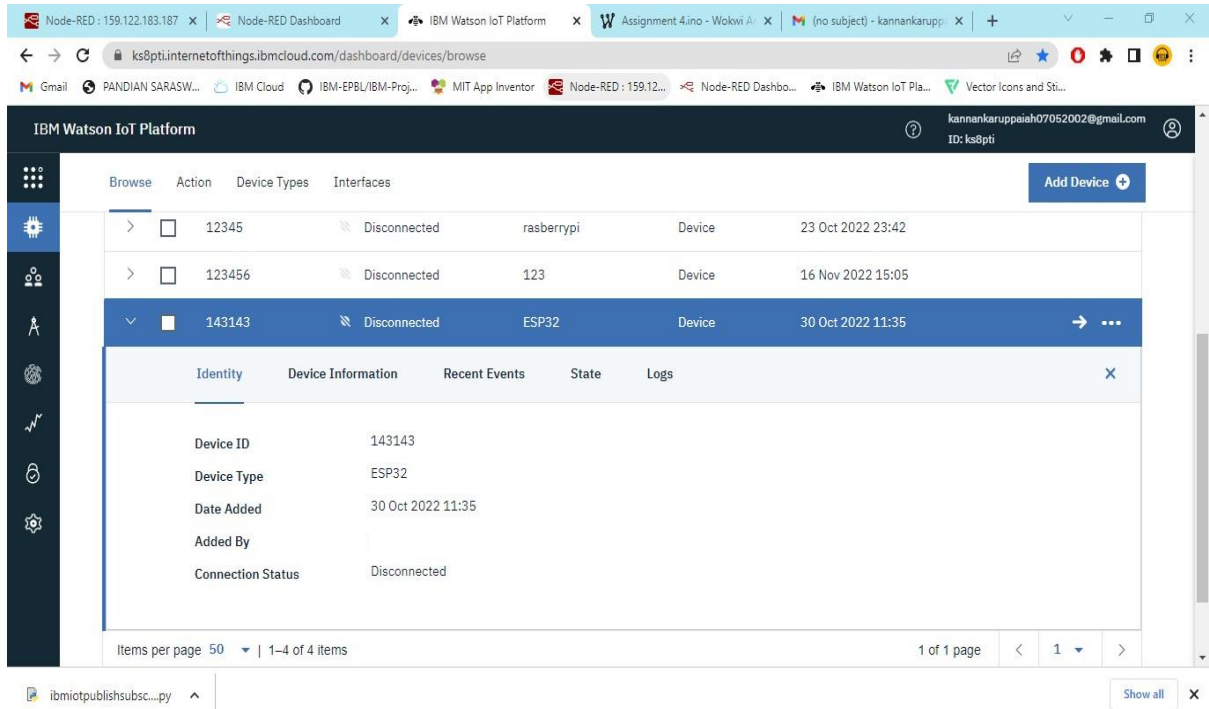 Node-RED : 159.122.183.187
Node-RED Dashboard
IBM Watson IoT Platform
Assignment 4.ino - Wokwi A
(no subject) - kannankarupp
ks8pti.internetofthings.ibmcloud.com/dashboard/devices/browse
Gmail
PANDIAN SARASW...
IBM Cloud
IBM-EPBL/IBM-Proj...
MIT App Inventor
Node-RED : 159.12...
Node-RED Dashbo...
IBM Watson IoT Pla...
Vector Icons and Sti...
IBM Watson IoT Platform
kannankaruppaiah07052002@gmail.com
ID: ks8pti
Browse Action Device Types Interfaces Add Device
12345 Disconnected rasberrypi Device 23 Oct 2022 23:42
123456 Disconnected 123 Device 16 Nov 2022 15:05
143143 Disconnected ESP32 Device 30 Oct 2022 11:35
Identity Device Information Recent Events State Logs
Device ID 143143
Device Type ESP32
Date Added 30 Oct 2022 11:35
Added By
Connection Status Disconnected
Items per page 50 | 1–4 of 4 items 1 of 1 page 1
ibmiotpublishsubsc....py Show all